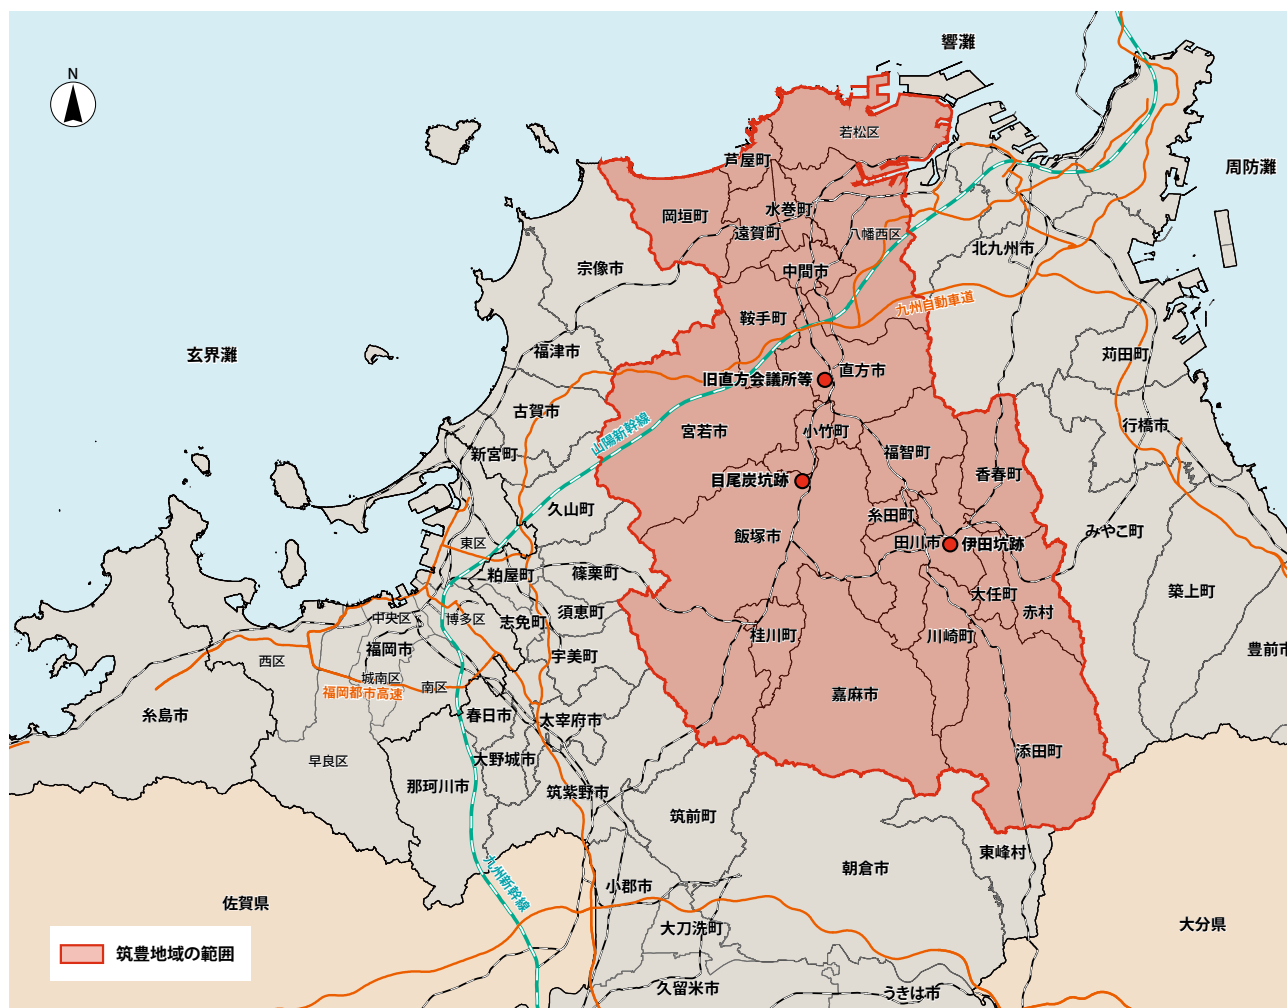 響灘
N
若松区
周防灘
芦屋町
岡垣町
水巻町
遠賀町
八幡西区
北九州市
宗像市
中間市
九州自動車道
鞍手町
玄界灘
福津市
苅田町
直方市
旧直方会議所等
古賀市
山陽新幹線
宮若市
小竹町
行橋市
新宮町
福智町
香春町
目尾炭坑跡
久山町
糸田町
みやこ町
飯塚市
東区
田川市
伊田坑跡
粕屋町
篠栗町
築上町
大任町
赤村
須恵町
中央区
博多区
志免町
桂川町
川崎町
福岡市
豊前市
宇美町
西区
城南区
南区
福岡都市高速
嘉麻市
糸島市
春日市
太宰府市
添田町
大野城市
早良区
那珂川市
筑紫野市
筑前町
東峰村
朝倉市
九州新幹線
小郡市
佐賀県
大刀洗町
大分県
筑豊地域の範囲
久留米市
うきは市